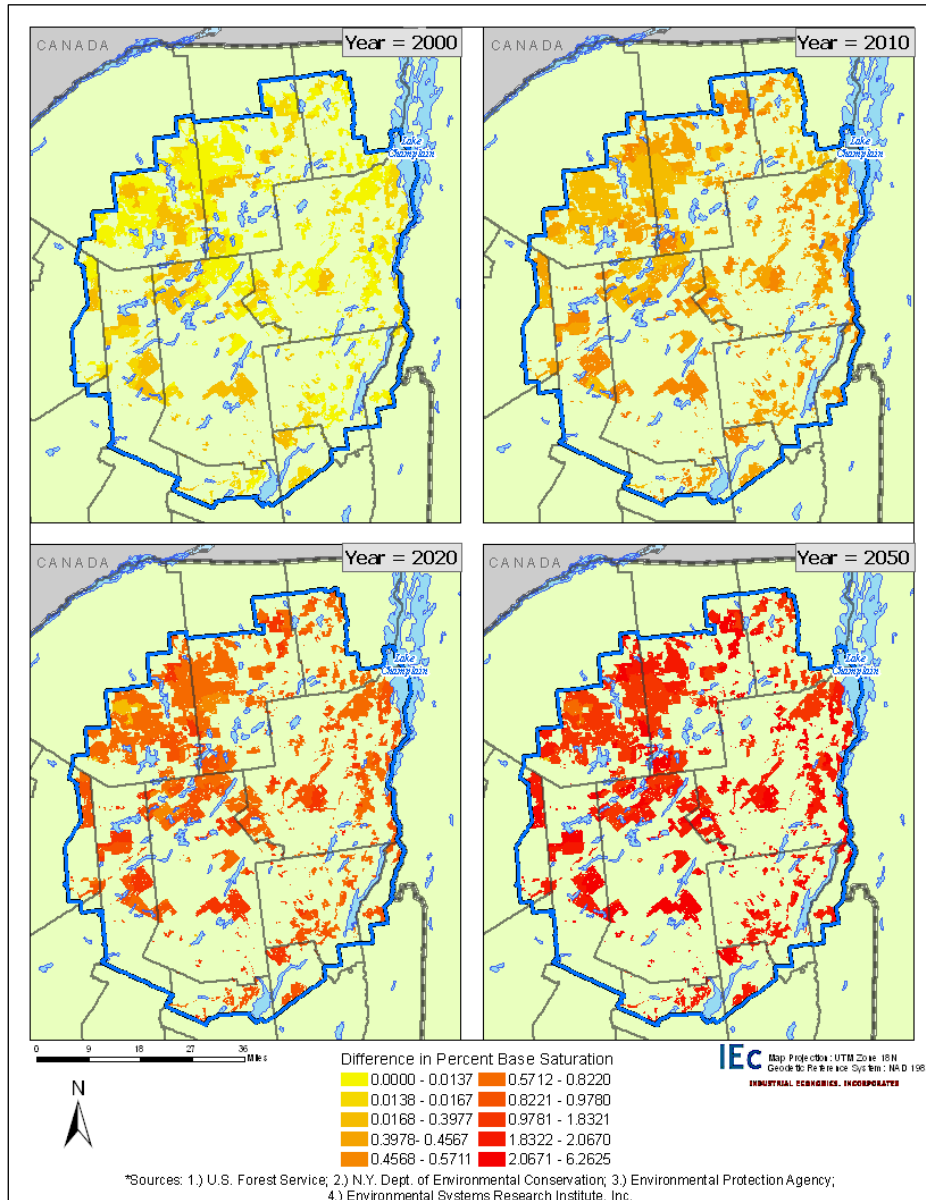 CANADA
Year = 2000
Lake
Champlain
Year = 2010
CANADA
Lake
Champlain
CANADA
Year = 2020
Lake
Champlain
CANADA
Year = 2050
Lake
Champlain
0 9 18 27 36
Miles
N
Difference in Percent Base Saturation
0.0000 - 0.0137
0.0138 - 0.0167
0.0168 - 0.3977
0.3978- 0.4567
0.4568 - 0.5711
0.5712 - 0.8220
0.8221 - 0.9780
0.9781 - 1.8321
1.8322 - 2.0670
2.0671 - 6.2625
IEc
Map Projection: UTM Zone 18N
Geodetic Reference System: NAD 198
INDUSTRIAL ECONOMICS, INCORPORATED
*Sources: 1.) U.S. Forest Service; 2.) N.Y. Dept. of Environmental Conservation; 3.) Environmental Protection Agency;
4.) Environmental Systems Research Institute, Inc.